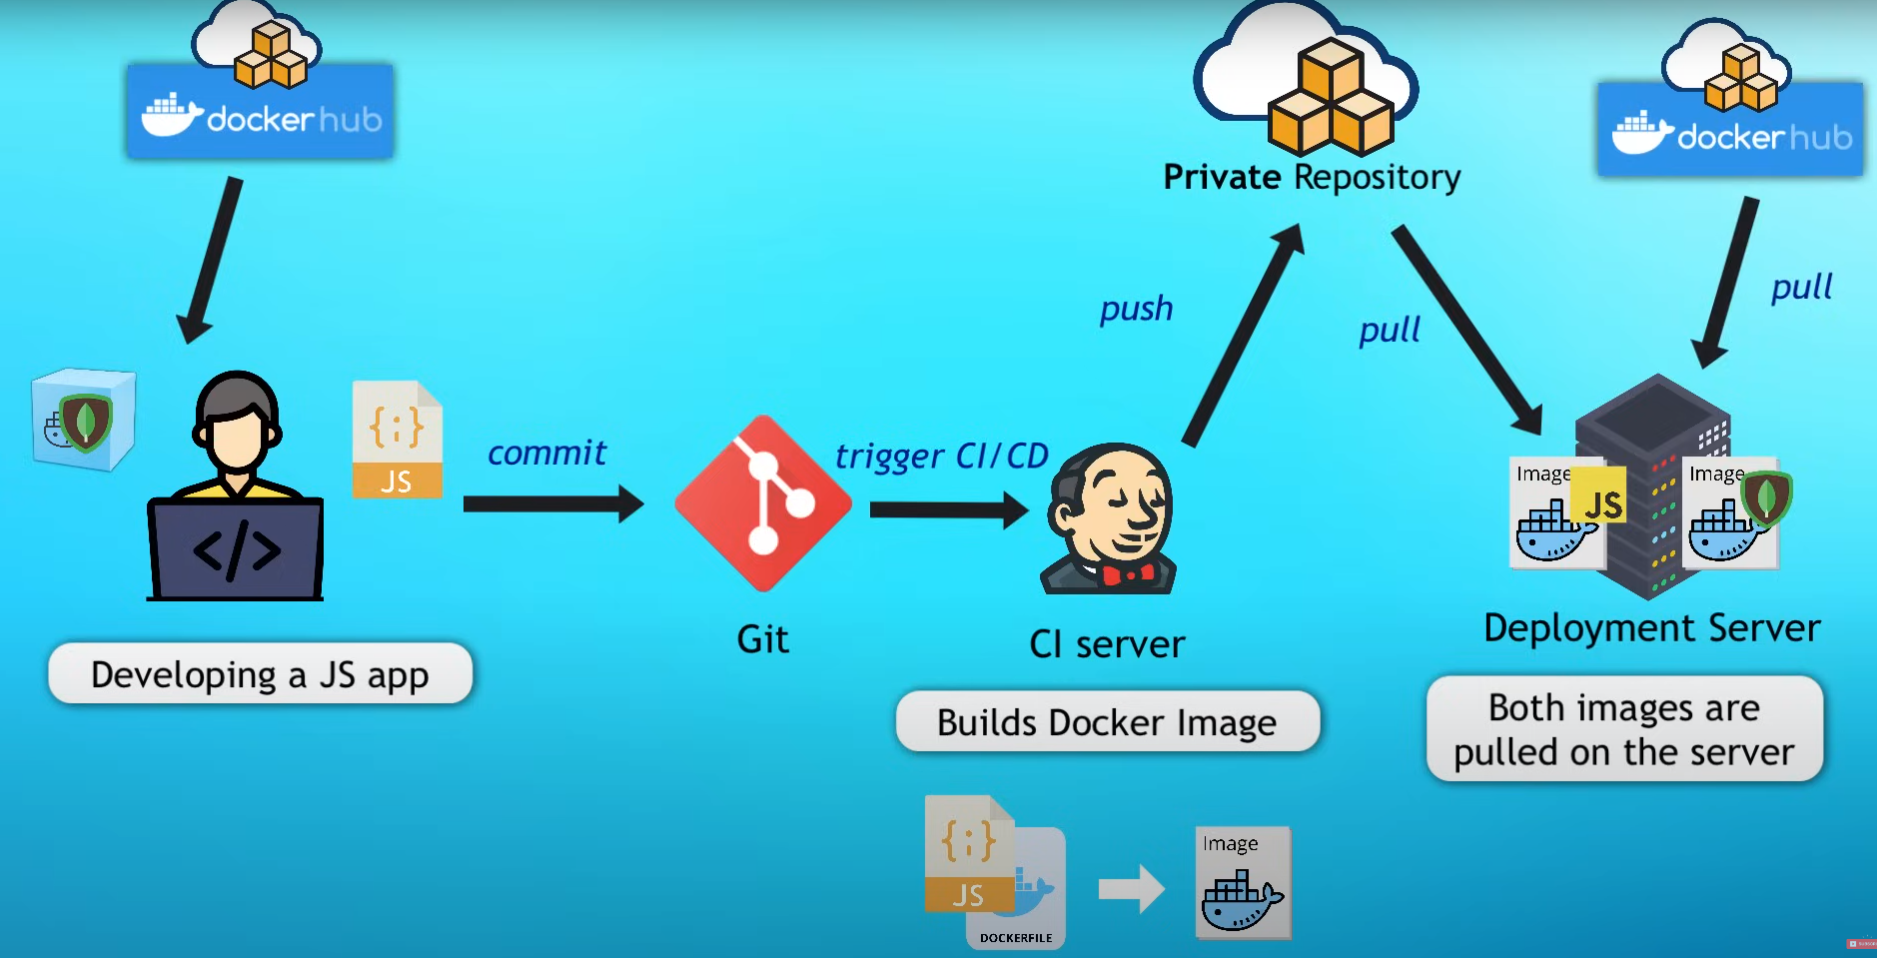 docker hub
Private Repository
docker hub
push
pull
pull
JS
commit
trigger CI/CD
Image
JS
Image
</>
Git
CI server
Deployment Server
Developing a JS app
Builds Docker Image
Both images are
pulled on the server
{;}
JS
DOCKERFILE
Image